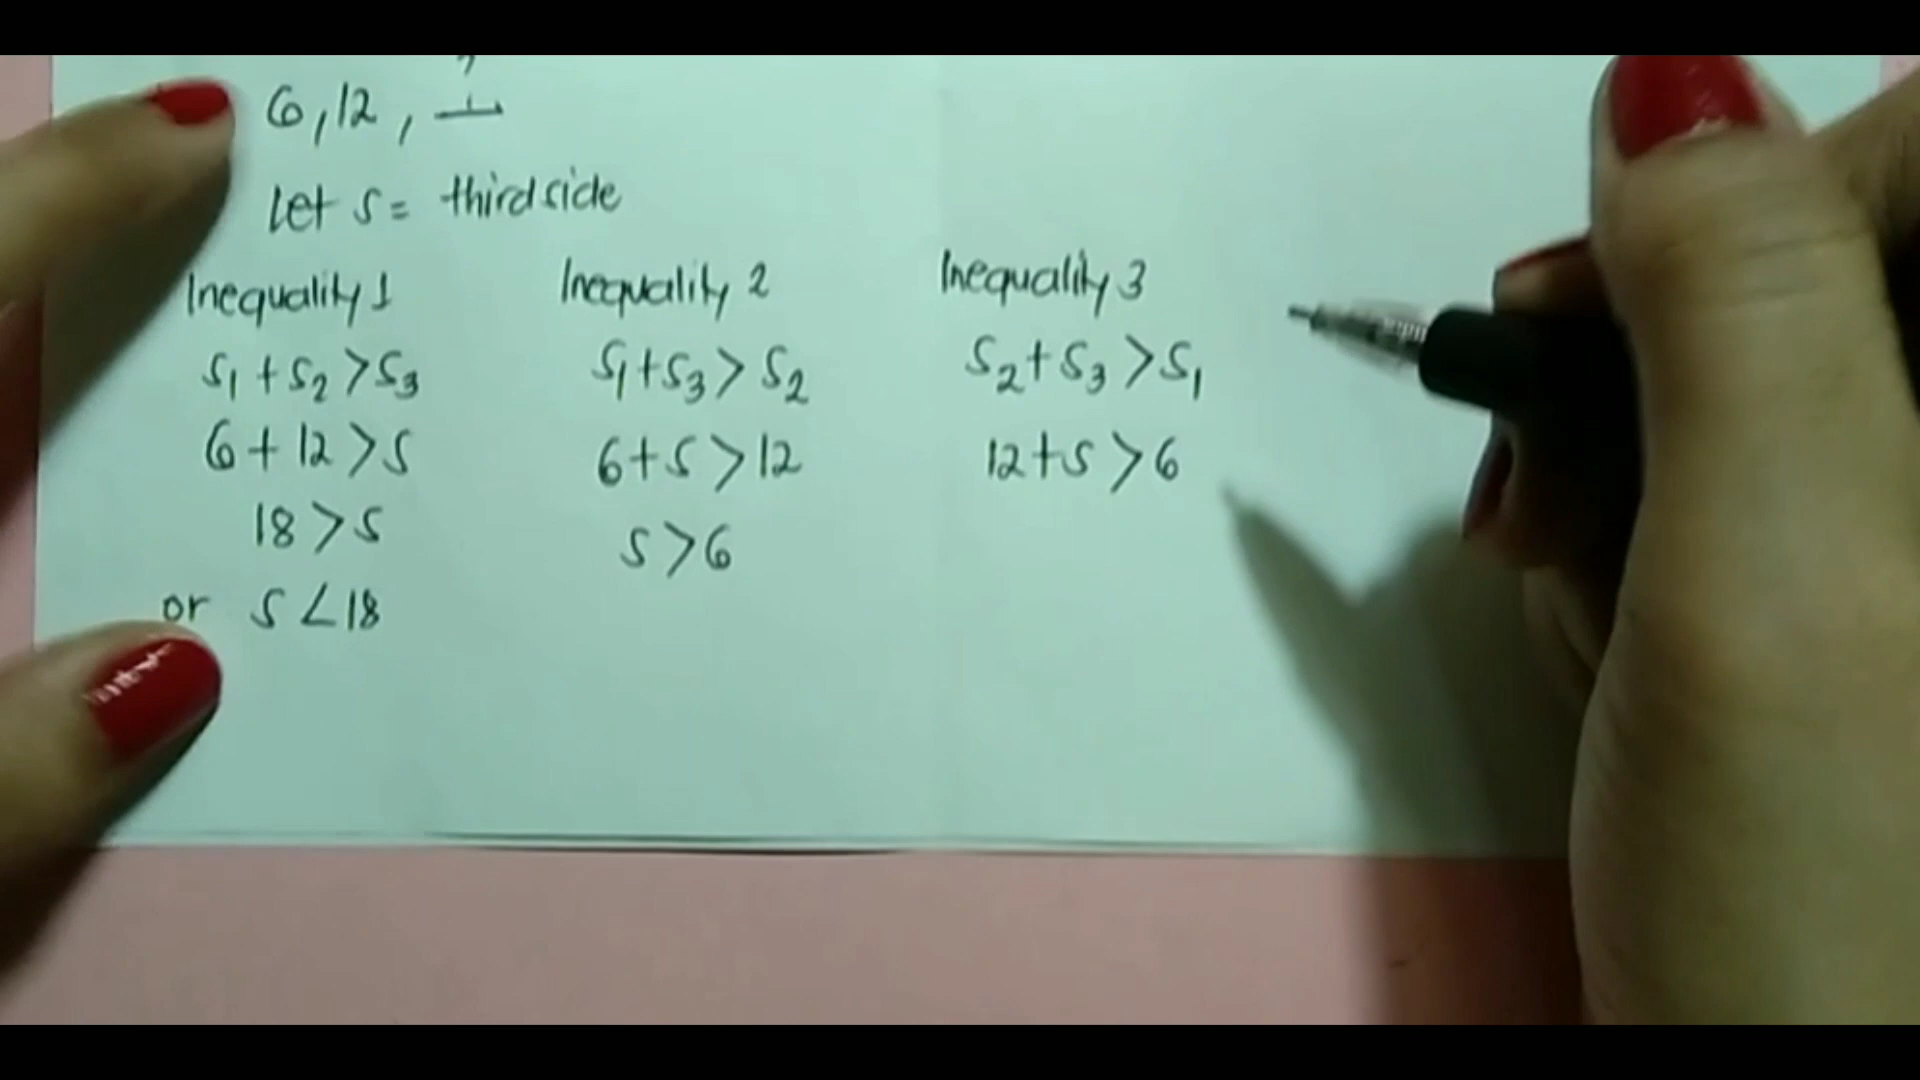 6, 12, ?
Let s = third side
Inequality 1
s₁ + s₂ > s₃
6 + 12 > s
18 > s
or s < 18
Inequality 2
s₁ + s₃ > s₂
6 + s > 12
s > 6
Inequality 3
s₂ + s₃ > s₁
12 + s > 6